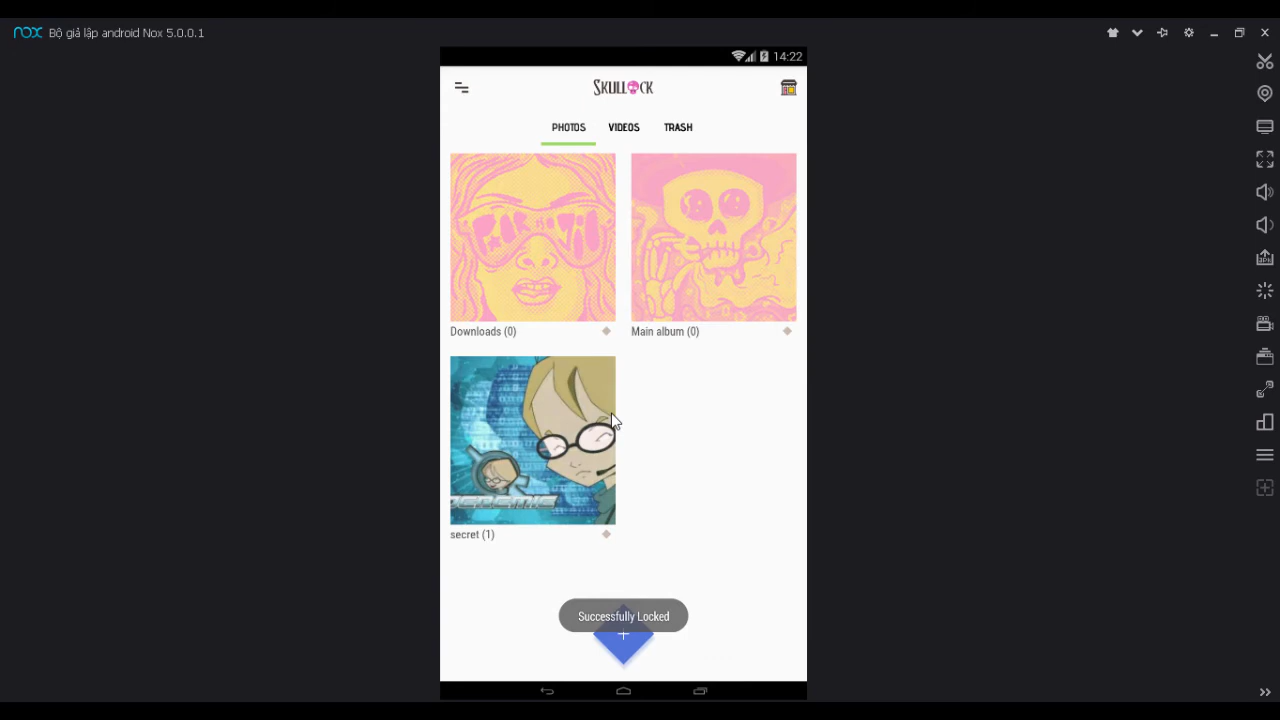 nox Bộ giả lập android Nox 5.0.0.1
14:22
SKULLOCK
PHOTOS VIDEOS TRASH
Downloads (0) Main album (0)
secret (1)
Successfully Locked